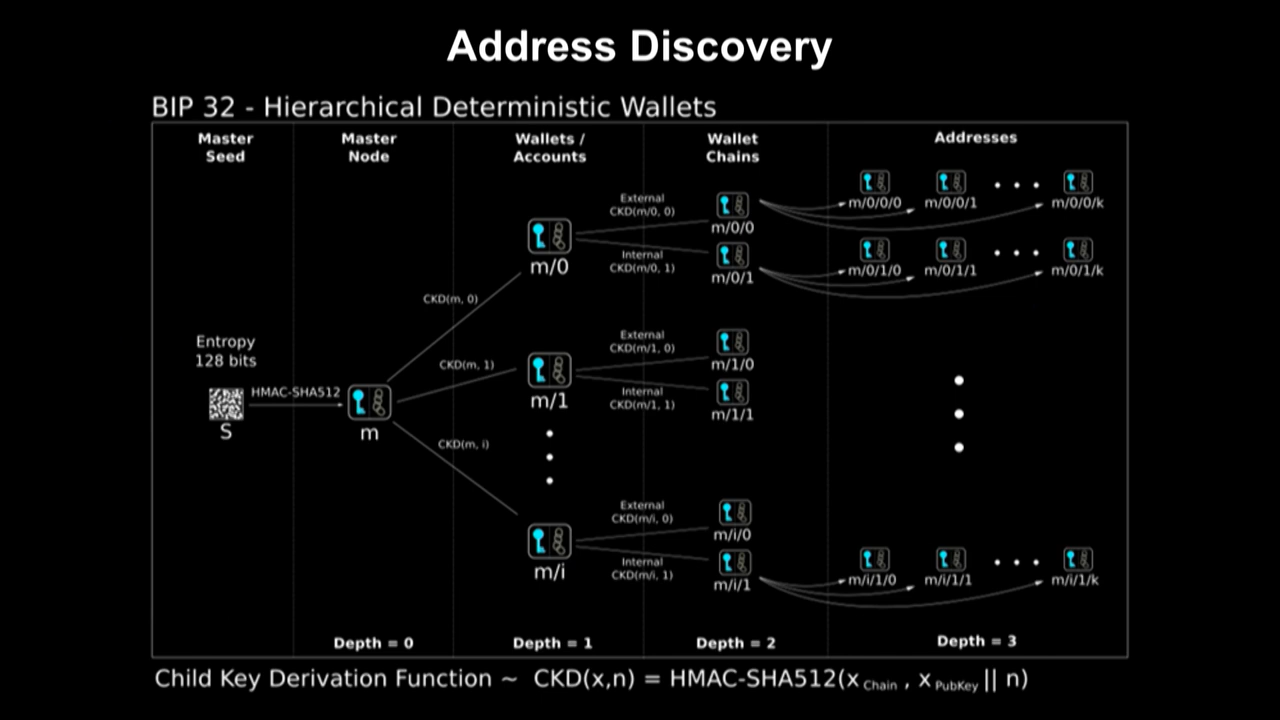 Address Discovery
BIP 32 - Hierarchical Deterministic Wallets
Master
Seed
Master
Node
Wallets /
Accounts
Wallet
Chains
Addresses
Entropy
128 bits
S
HMAC-SHA512
m
CKD(m, 0)
CKD(m, 1)
CKD(m, i)
m/0
m/1
m/i
External
CKD(m/0, 0)
Internal
CKD(m/0, 1)
External
CKD(m/1, 0)
Internal
CKD(m/1, 1)
External
CKD(m/i, 0)
Internal
CKD(m/i, 1)
m/0/0
m/0/1
m/1/0
m/1/1
m/i/0
m/i/1
m/0/0/0 m/0/0/1 m/0/0/k
m/0/1/0 m/0/1/1 m/0/1/k
m/i/1/0 m/i/1/1 m/i/1/k
Depth = 0
Depth = 1
Depth = 2
Depth = 3
Child Key Derivation Function ~ CKD(x,n) = HMAC-SHA512(x Chain , x PubKey || n)